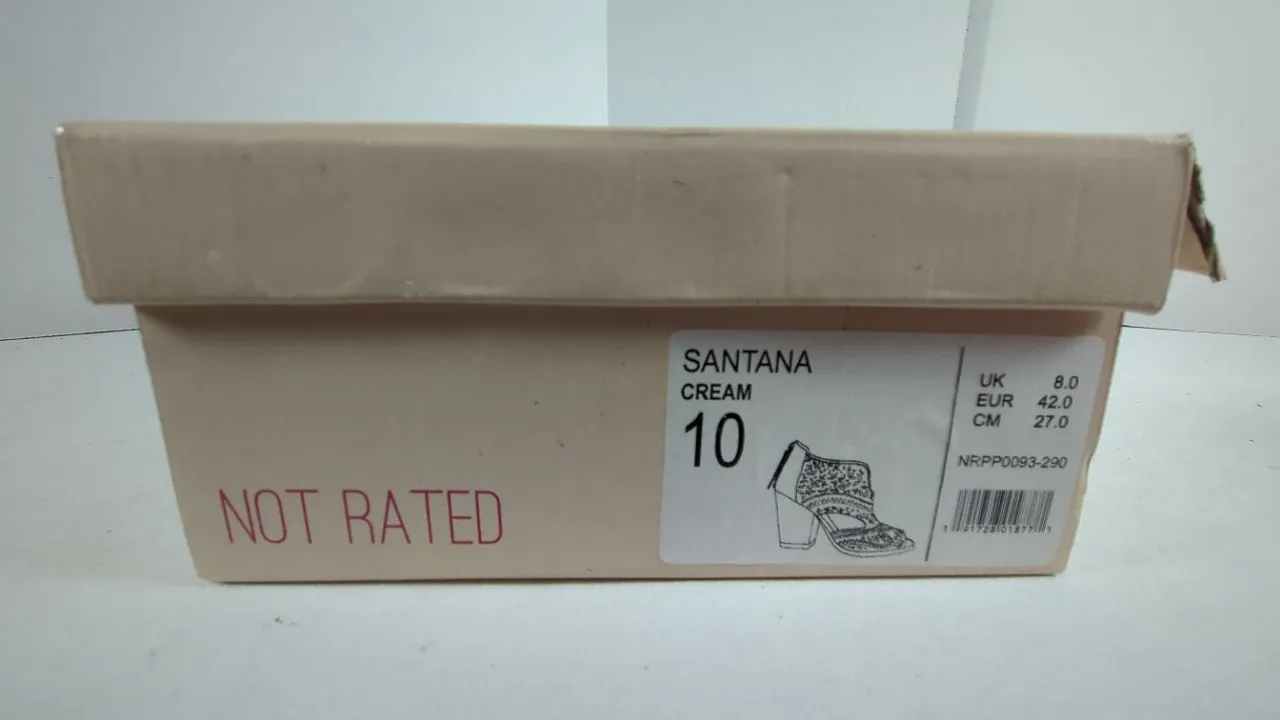 NOT RATED
SANTANA
CREAM
10
UK 8.0
EUR 42.0
CM 27.0
NRPP0093-290